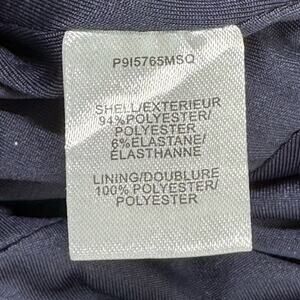 P9I5765MSQ
SHELL/EXTERIEUR
94%POLYESTER/
POLYESTER
6%ELASTANE/
ELASTHANNE
LINING/DOUBLURE
100% POLYESTER/
POLYESTER